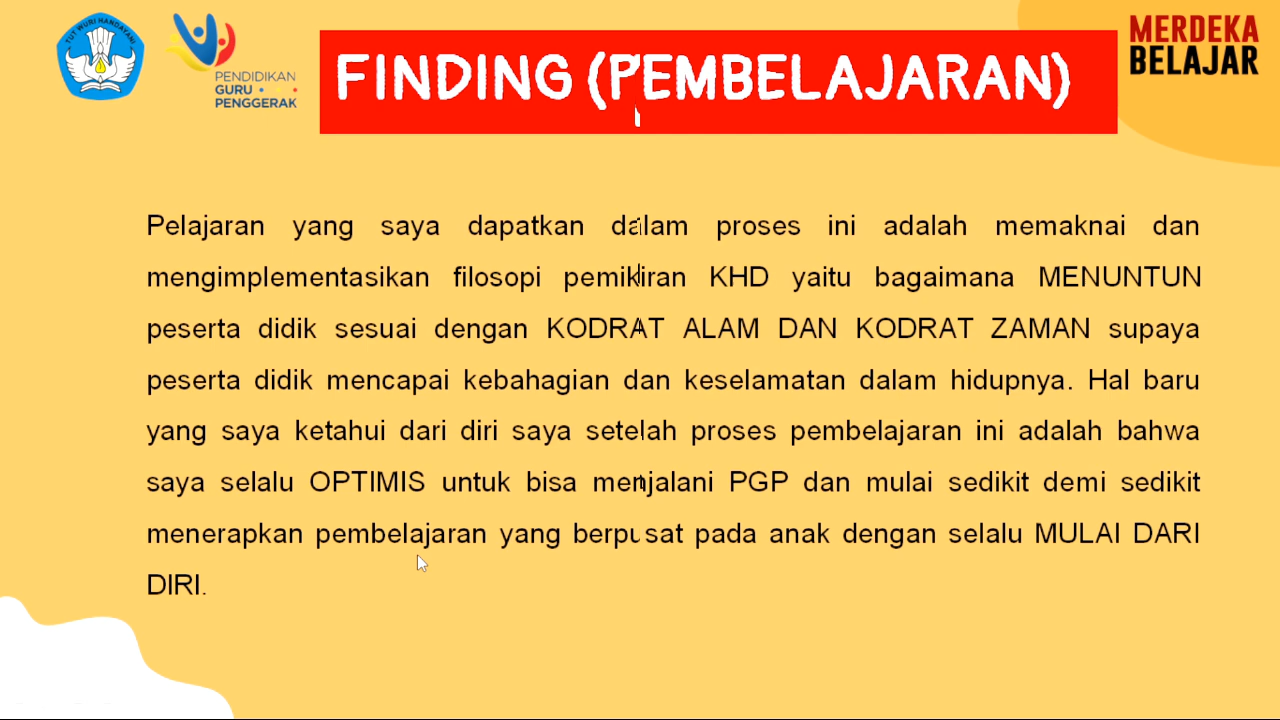 TUT WURI HANDAYANI
PENDIDIKAN
GURU
PENGGERAK
FINDING (PEMBELAJARAN)
MERDEKA
BELAJAR
Pelajaran yang saya dapatkan dalam proses ini adalah memaknai dan
mengimplementasikan filosopi pemikiran KHD yaitu bagaimana MENUNTUN
peserta didik sesuai dengan KODRAT ALAM DAN KODRAT ZAMAN supaya
peserta didik mencapai kebahagian dan keselamatan dalam hidupnya. Hal baru
yang saya ketahui dari diri saya setelah proses pembelajaran ini adalah bahwa
saya selalu OPTIMIS untuk bisa menjalani PGP dan mulai sedikit demi sedikit
menerapkan pembelajaran yang berpusat pada anak dengan selalu MULAI DARI
DIRI.